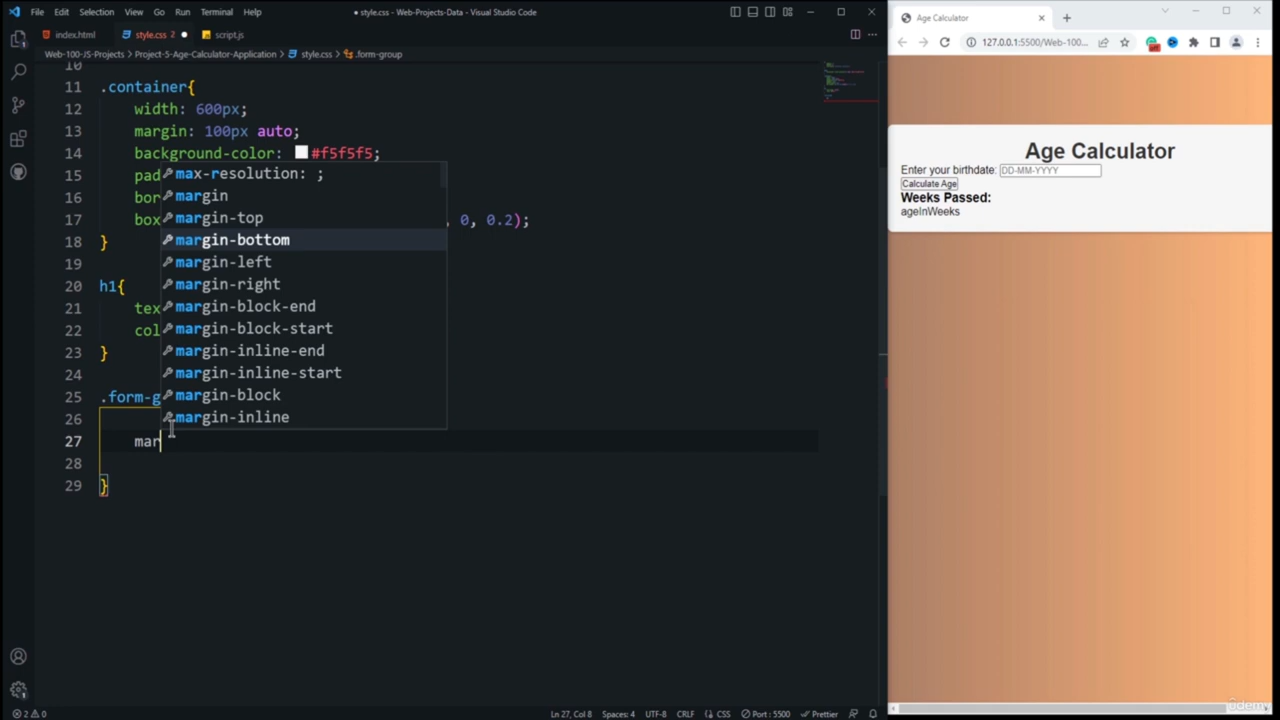 File Edit Selection View Go Run Terminal Help
● style.css - Web-Projects-Data - Visual Studio Code
index.html
style.css 2 ●
script.js
Web-100-JS-Projects > Project-5-Age-Calculator-Application > style.css > .form-group
10
11 .container{
12 width: 600px;
13 margin: 100px auto;
14 background-color: #f5f5f5;
15 pad
16 bor
17 box , 0, 0.2);
18 }
19
20 h1{
21 tex
22 col
23 }
24
25 .form-g
26
27 mar
28
29 }
max-resolution: ;
margin
margin-top
margin-bottom
margin-left
margin-right
margin-block-end
margin-block-start
margin-inline-end
margin-inline-start
margin-block
margin-inline
2 0
Ln 27, Col 8 Spaces: 4 UTF-8 CRLF CSS Port : 5500 Prettier
Age Calculator
127.0.0.1:5500/Web-100...
Age Calculator
Enter your birthdate: DD-MM-YYYY
Calculate Age
Weeks Passed:
ageInWeeks